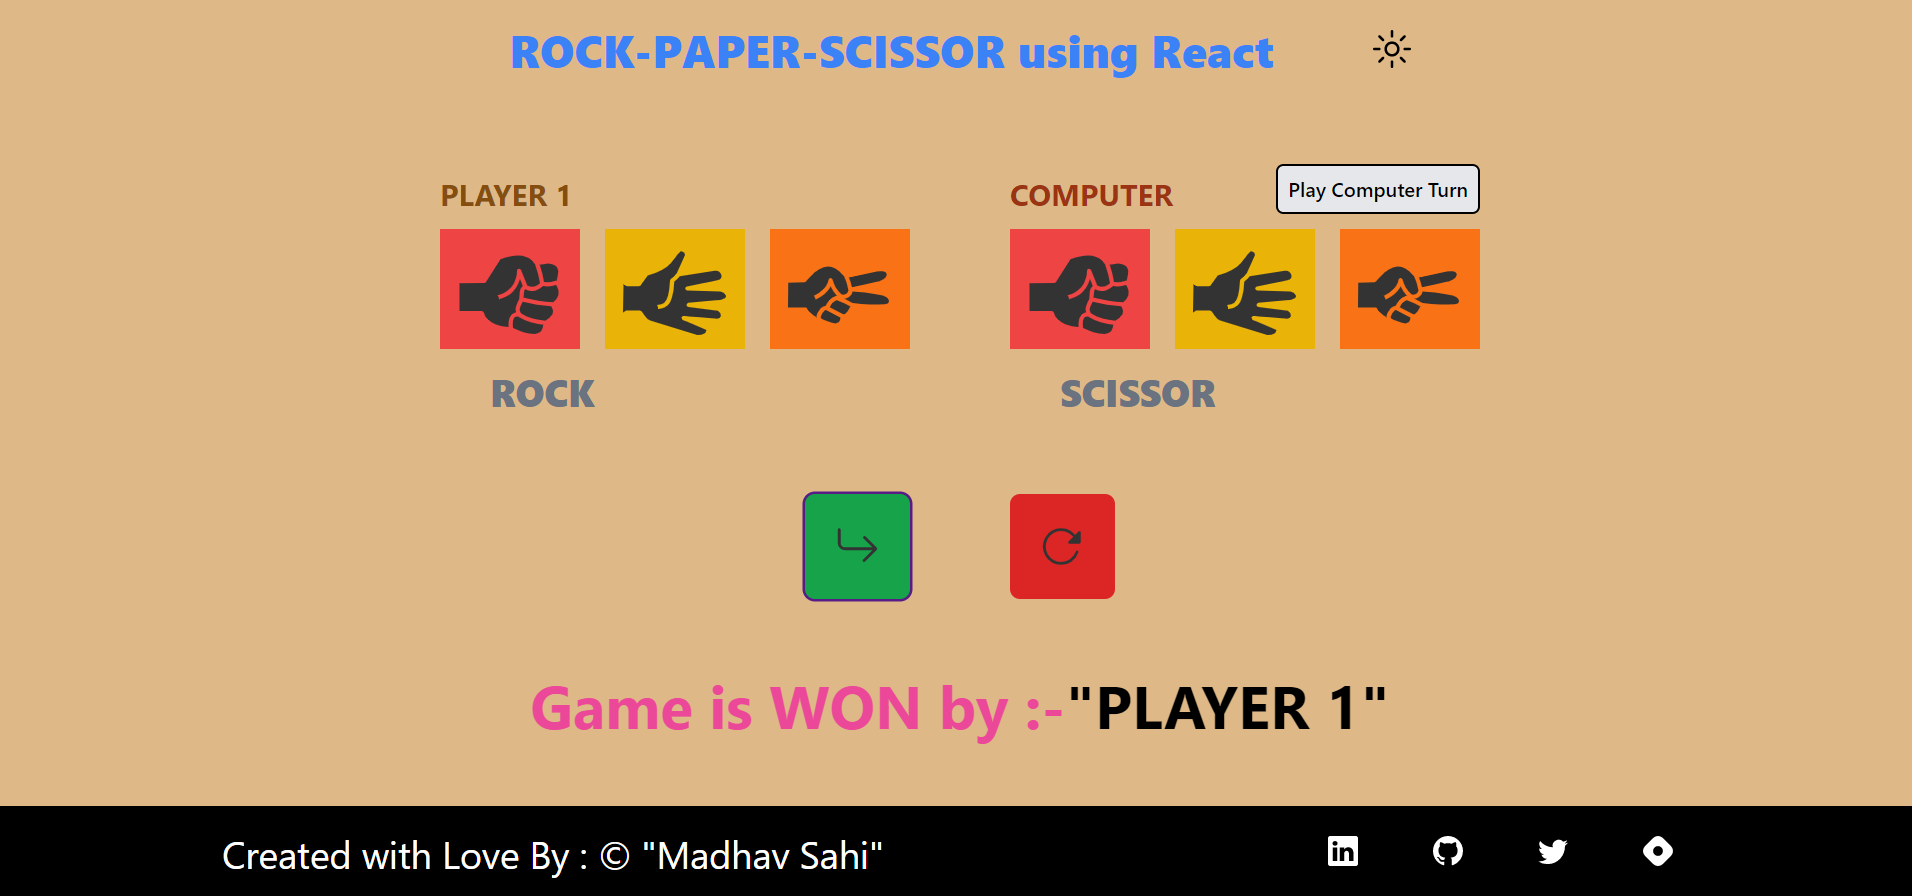 ROCK-PAPER-SCISSOR using React
PLAYER 1
COMPUTER
Play Computer Turn
ROCK
SCISSOR
Game is WON by :-"PLAYER 1"
Created with Love By : © "Madhav Sahi"
in